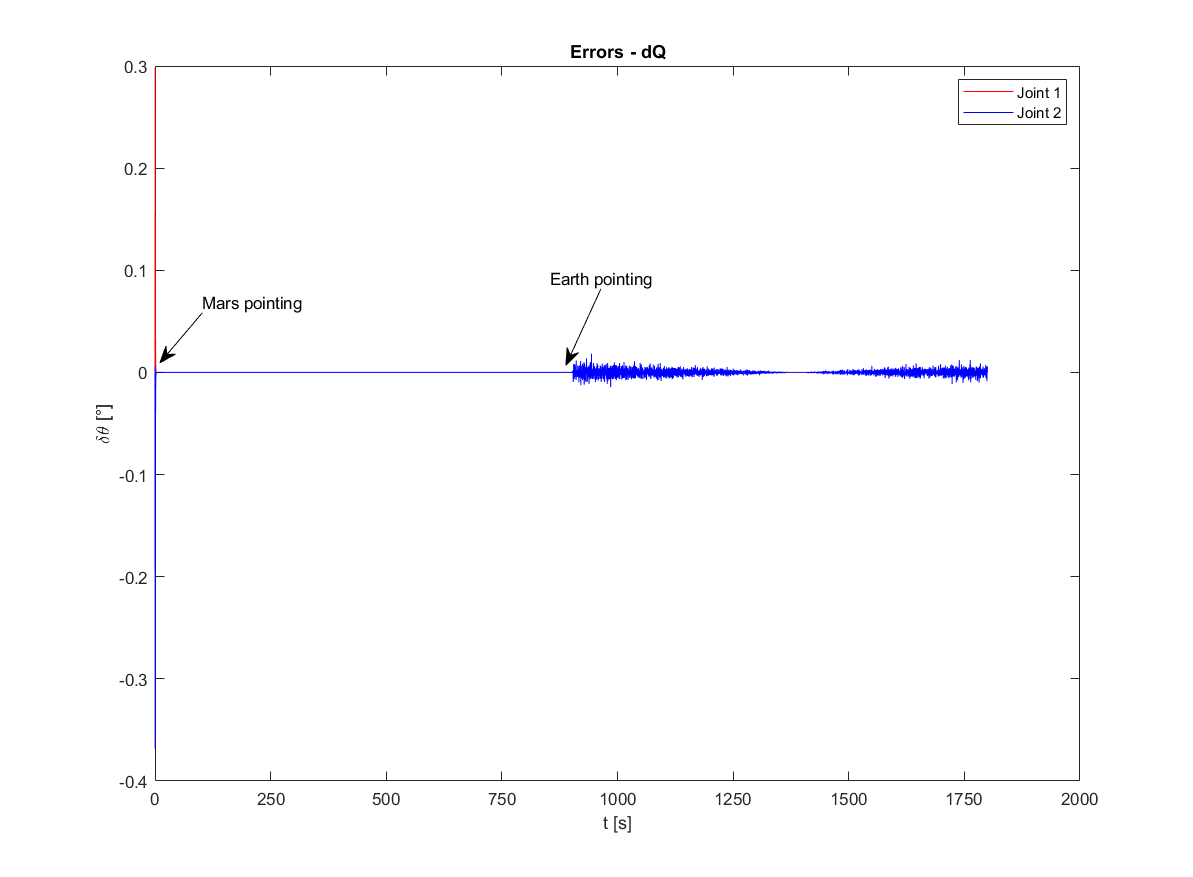 Errors - dQ
0.3
Joint 1
Joint 2
0.2
0.1
Earth pointing
Mars pointing
0
δθ [°]
-0.1
-0.2
-0.3
-0.4
0 250 500 750 1000 1250 1500 1750 2000
t [s]